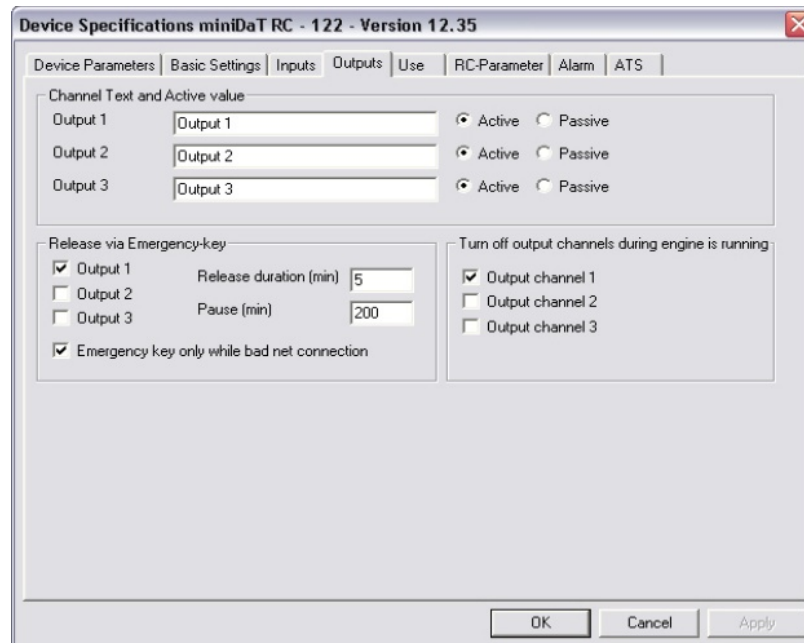 Device Specifications miniDaT RC - 122 - Version 12.35
Device Parameters Basic Settings Inputs Outputs Use RC-Parameter Alarm ATS
Channel Text and Active value
Output 1 Output 1 Active Passive
Output 2 Output 2 Active Passive
Output 3 Output 3 Active Passive
Release via Emergency-key
Output 1
Output 2
Output 3
Release duration (min) 5
Pause (min) 200
Emergency key only while bad net connection
Turn off output channels during engine is running
Output channel 1
Output channel 2
Output channel 3
OK Cancel Apply